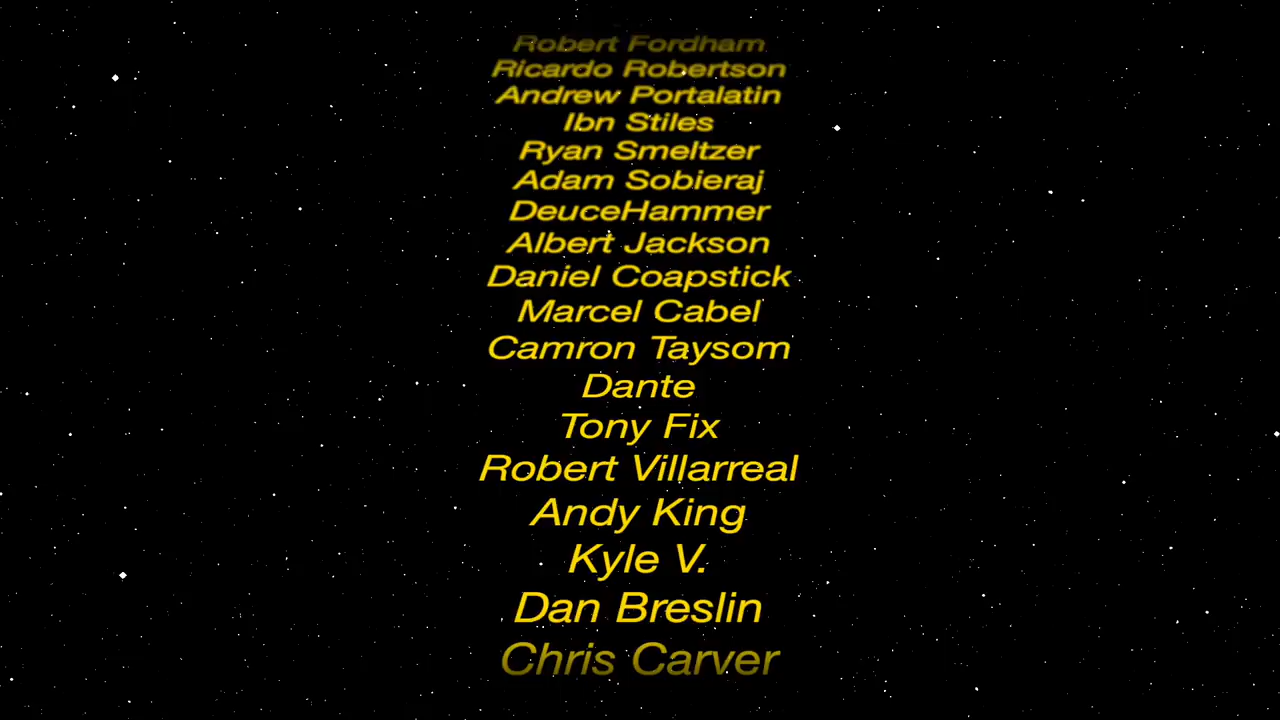 Robert Fordham
Ricardo Robertson
Andrew Portalatin
Ibn Stiles
Ryan Smeltzer
Adam Sobieraj
DeuceHammer
Albert Jackson
Daniel Coapstick
Marcel Cabel
Camron Taysom
Dante
Tony Fix
Robert Villarreal
Andy King
Kyle V.
Dan Breslin
Chris Carver